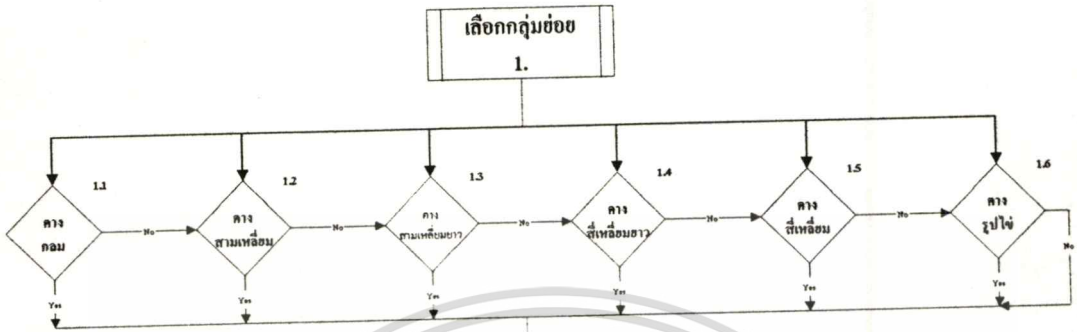 เลือกกลุ่มย่อย
1.
1.1
คาง
กลม
No
Yes
1.2
คาง
สามเหลี่ยม
No
Yes
1.3
คาง
สามเหลี่ยมยาว
No
Yes
1.4
คาง
สี่เหลี่ยมยาว
No
Yes
1.5
คาง
สี่เหลี่ยม
No
Yes
1.6
คาง
รูปไข่
No
Yes